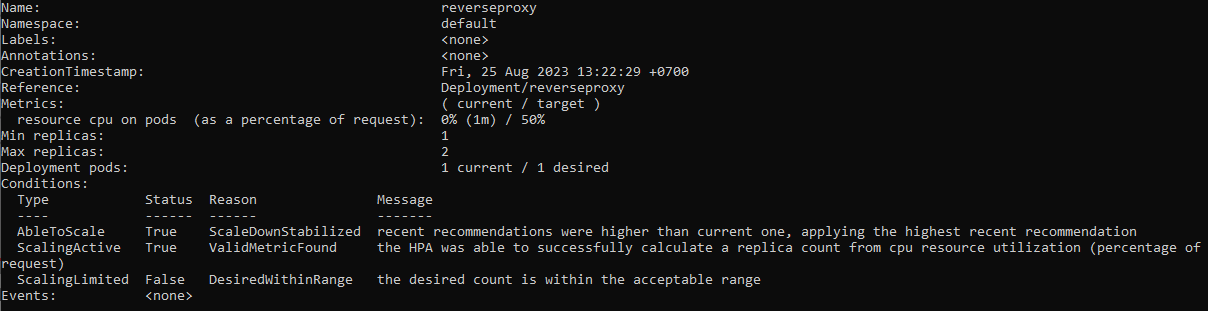 Name: reverseproxy
Namespace: default
Labels: <none>
Annotations: <none>
CreationTimestamp: Fri, 25 Aug 2023 13:22:29 +0700
Reference: Deployment/reverseproxy
Metrics: ( current / target )
resource cpu on pods (as a percentage of request): 0% (1m) / 50%
Min replicas: 1
Max replicas: 2
Deployment pods: 1 current / 1 desired
Conditions:
Type Status Reason Message
---- ------ ------ -------
AbleToScale True ScaleDownStabilized recent recommendations were higher than current one, applying the highest recent recommendation
ScalingActive True ValidMetricFound the HPA was able to successfully calculate a replica count from cpu resource utilization (percentage of
request)
ScalingLimited False DesiredWithinRange the desired count is within the acceptable range
Events: <none>